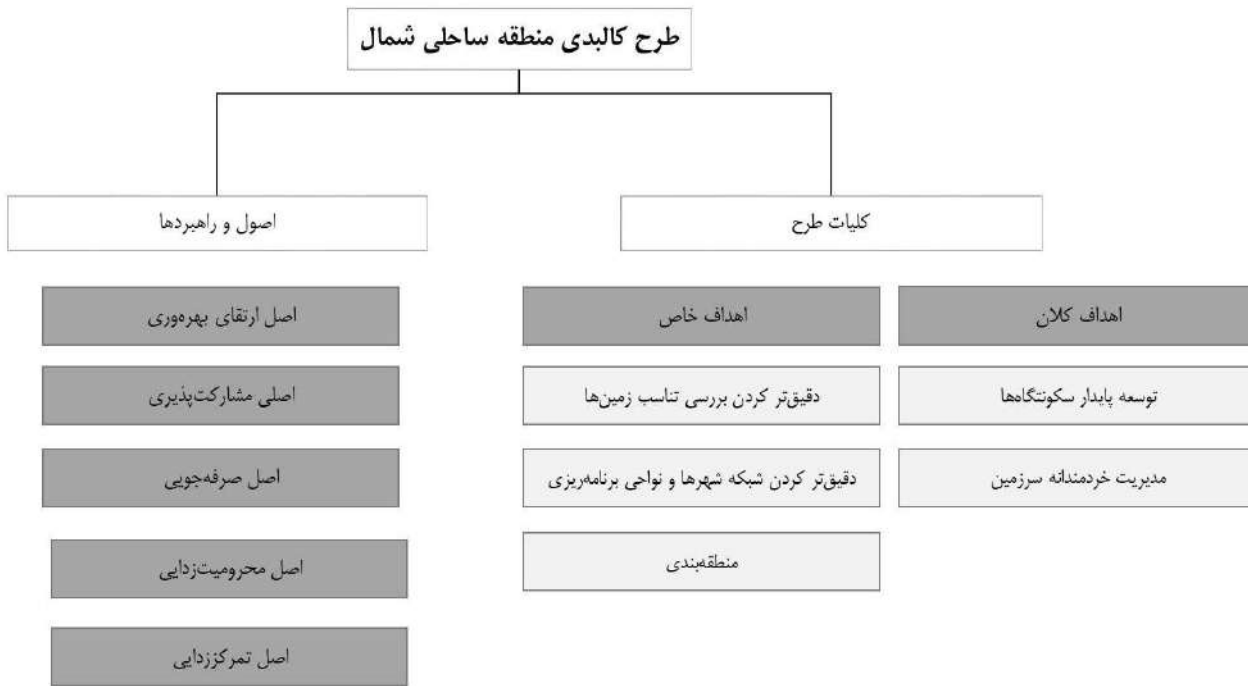 طرح کالبدی منطقه ساحلی شمال
کلیات طرح
اصول و راهبردها
اهداف کلان
اهداف خاص
اصل ارتقای بهره‌وری
توسعه پایدار سکونتگاه‌ها
دقیق‌تر کردن بررسی تناسب زمین‌ها
اصلی مشارکت‌پذیری
مدیریت خردمندانه سرزمین
دقیق‌تر کردن شبکه شهرها و نواحی برنامه‌ریزی
اصل صرفه‌جویی
منطقه‌بندی
اصل محرومیت‌زدایی
اصل تمرکززدایی